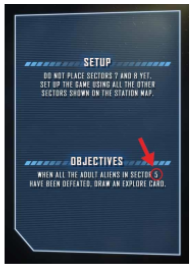 SETUP
DO NOT PLACE SECTORS 7 AND 8 YET.
SET UP THE SAME USING ALL THE OTHER
SECTORS SHOWN ON THE STATION MAP.
OBJECTIVES
WHEN ALL THE ADULT ALIENS IN SECTOR 5
HAVE BEEN DEFEATED, DRAW AN EXPLORE CARD.